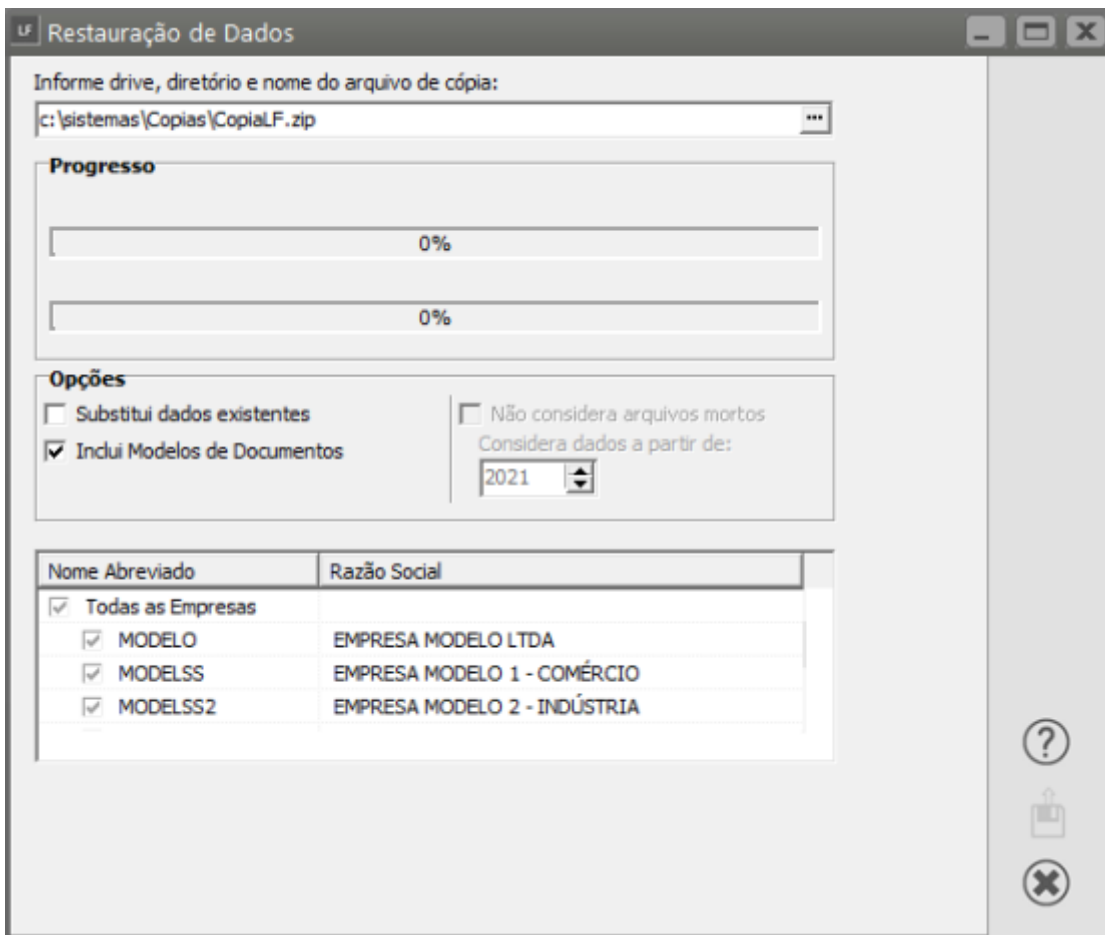 LF Restauração de Dados
Informe drive, diretório e nome do arquivo de cópia:
c:\sistemas\Copias\CopiaLF.zip ...
Progresso
0%
0%
Opções
Substitui dados existentes
Inclui Modelos de Documentos
Não considera arquivos mortos
Considera dados a partir de:
2021
Nome Abreviado Razão Social
Todas as Empresas
MODELO EMPRESA MODELO LTDA
MODELSS EMPRESA MODELO 1 - COMÉRCIO
MODELSS2 EMPRESA MODELO 2 - INDÚSTRIA
?